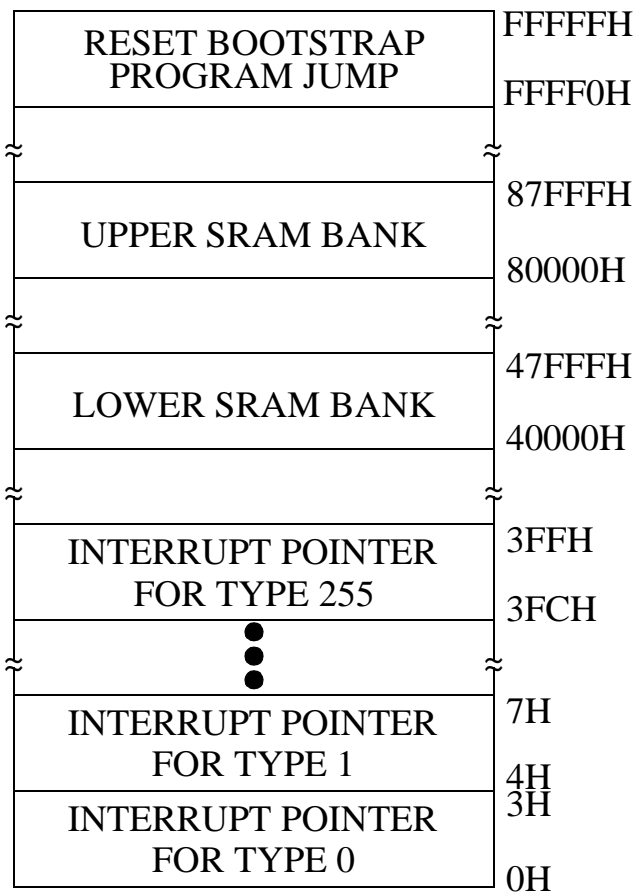 RESET BOOTSTRAP
PROGRAM JUMP
FFFFFH
FFFF0H
UPPER SRAM BANK
87FFFH
80000H
LOWER SRAM BANK
47FFFH
40000H
INTERRUPT POINTER
FOR TYPE 255
3FFH
3FCH
INTERRUPT POINTER
FOR TYPE 1
7H
4H
INTERRUPT POINTER
FOR TYPE 0
3H
0H